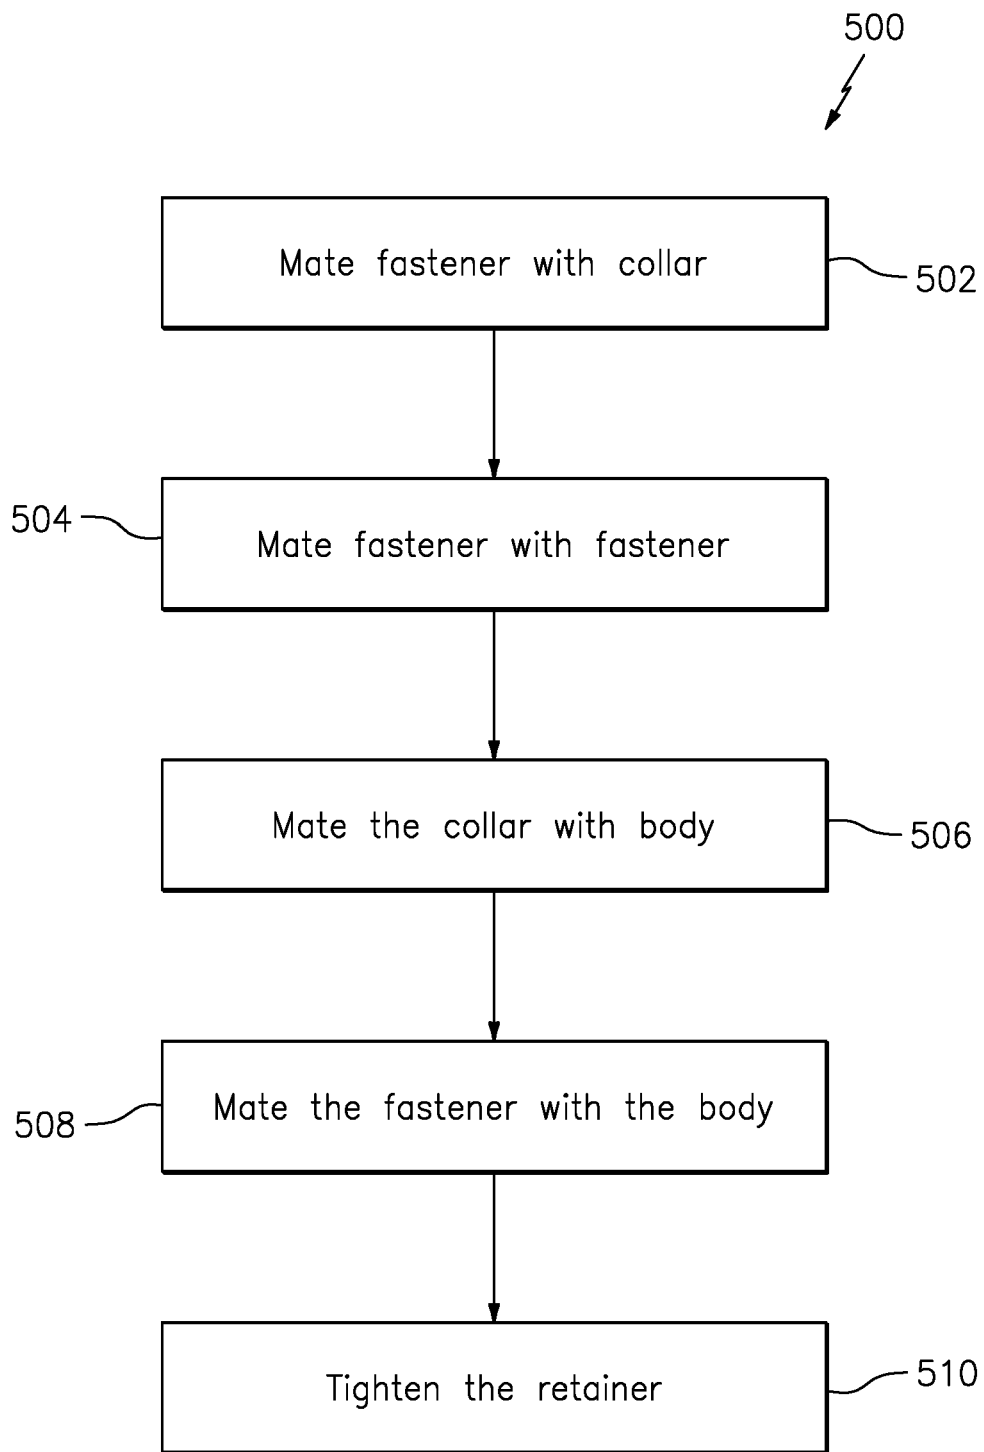 500
Mate fastener with collar
502
504
Mate fastener with fastener
Mate the collar with body
506
Mate the fastener with the body
508
Tighten the retainer
510